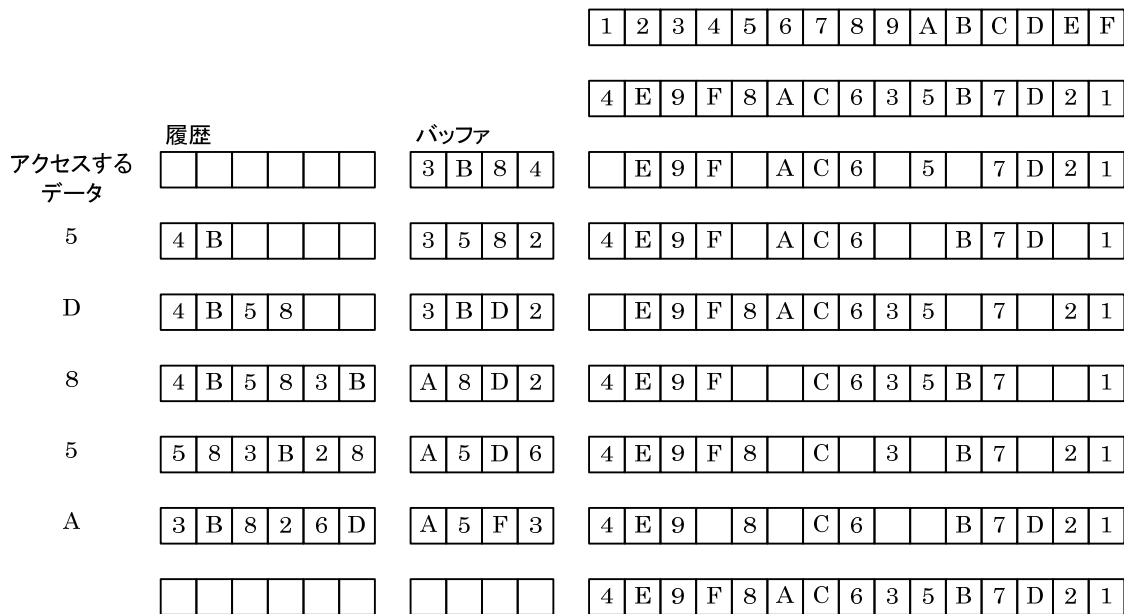 1 2 3 4 5 6 7 8 9 A B C D E F
4 E 9 F 8 A C 6 3 5 B 7 D 2 1
履歴 バッファ
アクセスする
データ
3 B 8 4 E 9 F A C 6 5 7 D 2 1
5 4 B 3 5 8 2 4 E 9 F A C 6 B 7 D 1
D 4 B 5 8 3 B D 2 E 9 F 8 A C 6 3 5 7 2 1
8 4 B 5 8 3 B A 8 D 2 4 E 9 F C 6 3 5 B 7 1
5 5 8 3 B 2 8 A 5 D 6 4 E 9 F 8 C 3 B 7 2 1
A 3 B 8 2 6 D A 5 F 3 4 E 9 8 C 6 B 7 D 2 1
4 E 9 F 8 A C 6 3 5 B 7 D 2 1